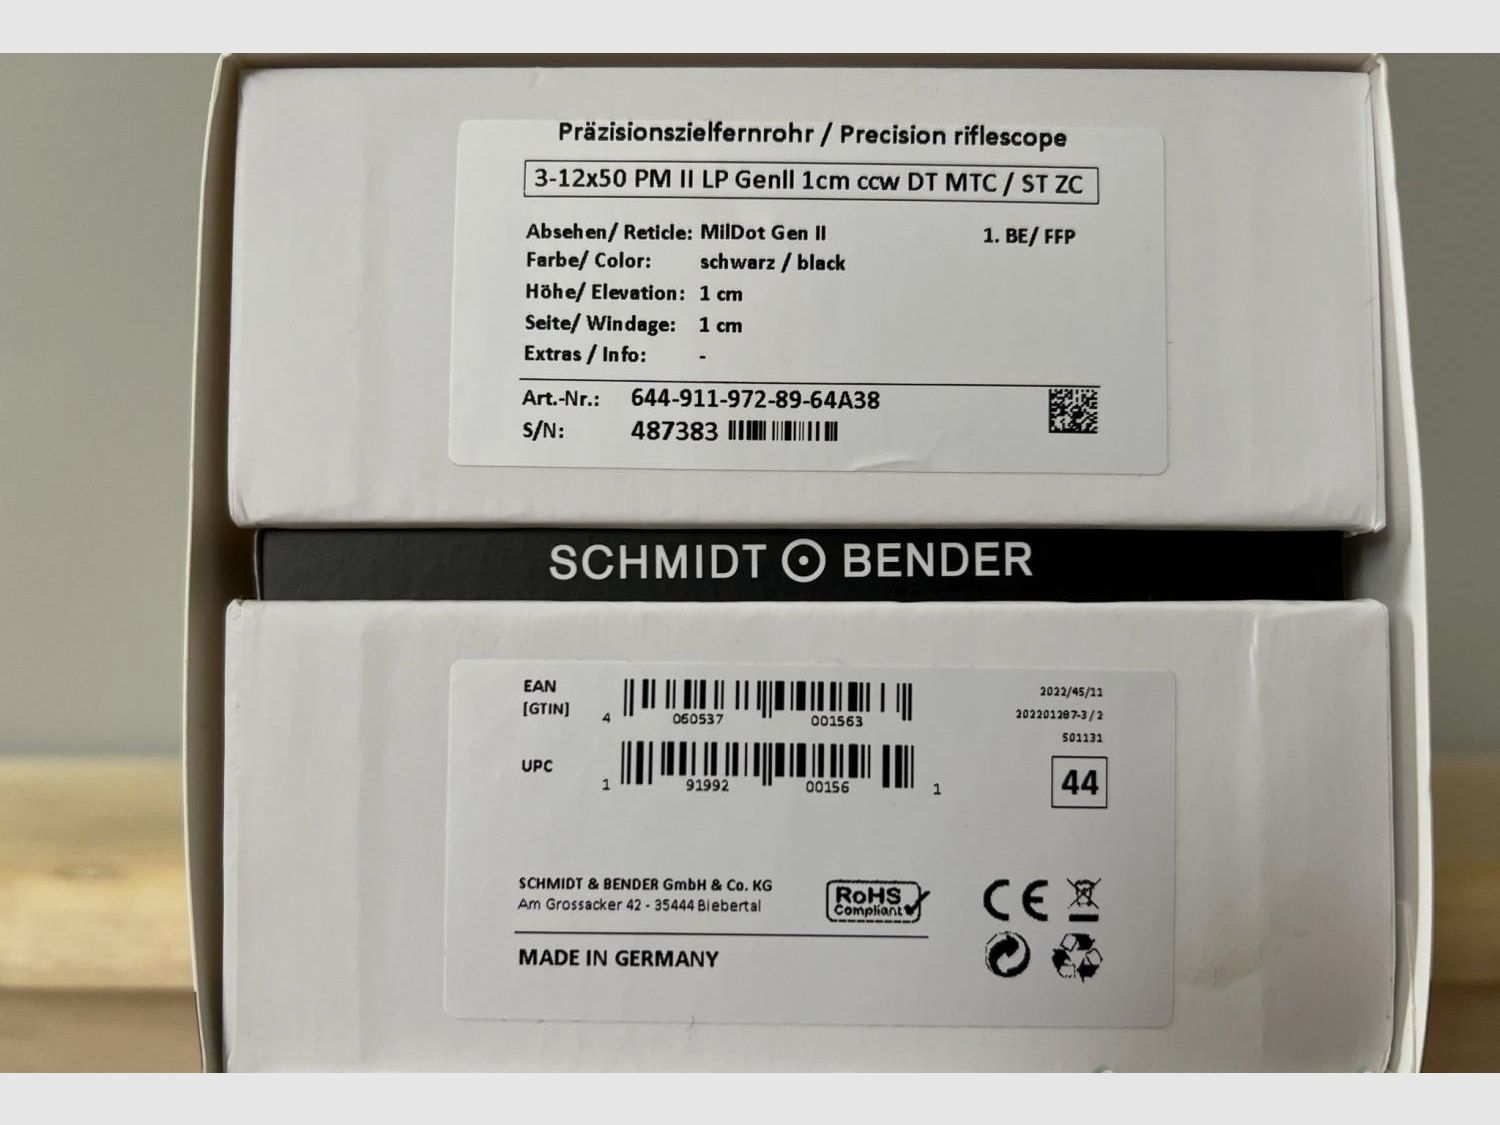 Präzisionszielfernrohr / Precision riflescope
3-12x50 PM II LP GenII 1cm ccw DT MTC / ST ZC
Absehen/ Reticle: MilDot Gen II 1. BE/ FFP
Farbe/ Color: schwarz / black
Höhe/ Elevation: 1 cm
Seite/ Windage: 1 cm
Extras / Info: -
Art.-Nr.: 644-911-972-89-64A38
S/N: 487383
SCHMIDT BENDER
EAN
[GTIN] 4 060537 001563
2022/45/11
202201287-3/2
501131
UPC 1 91992 00156 1
44
SCHMIDT & BENDER GmbH & Co. KG
Am Grossacker 42 - 35444 Biebertal
RoHS
Compliant
CE
MADE IN GERMANY